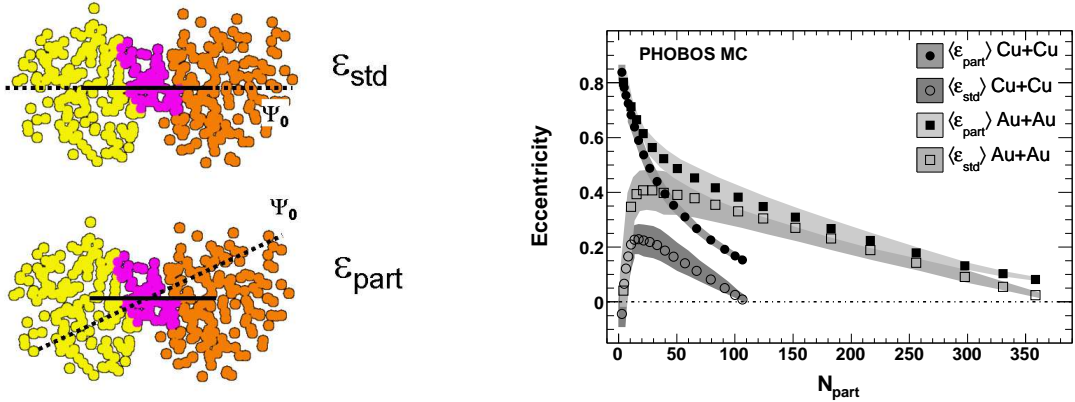 ε_std
Ψ_0
Ψ_0
ε_part
PHOBOS MC
⟨ε_part⟩ Cu+Cu
⟨ε_std⟩ Cu+Cu
⟨ε_part⟩ Au+Au
⟨ε_std⟩ Au+Au
Eccentricity
0.8
0.6
0.4
0.2
0
0 50 100 150 200 250 300 350
N_part